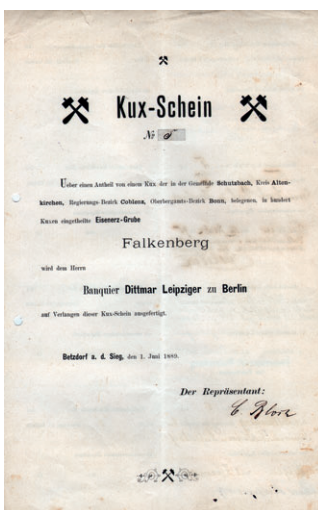 Kux-Schein
№ 5
Ueber einen Antheil von einem Kux der in der Gemeinde Schutzbach, Kreis Alten-
kirchen, Regierungs-Bezirk Coblenz, Oberbergamts-Bezirk Bonn, belegenen, in hundert
Kuxen eingetheilte Eisenerz-Grube
Falkenberg
wird dem Herrn
Banquier Dittmar Leipziger zu Berlin
auf Verlangen dieser Kux-Schein ausgefertigt.
Betzdorf a. d. Sieg, den 1. Juni 1889.
Der Repräsentant: